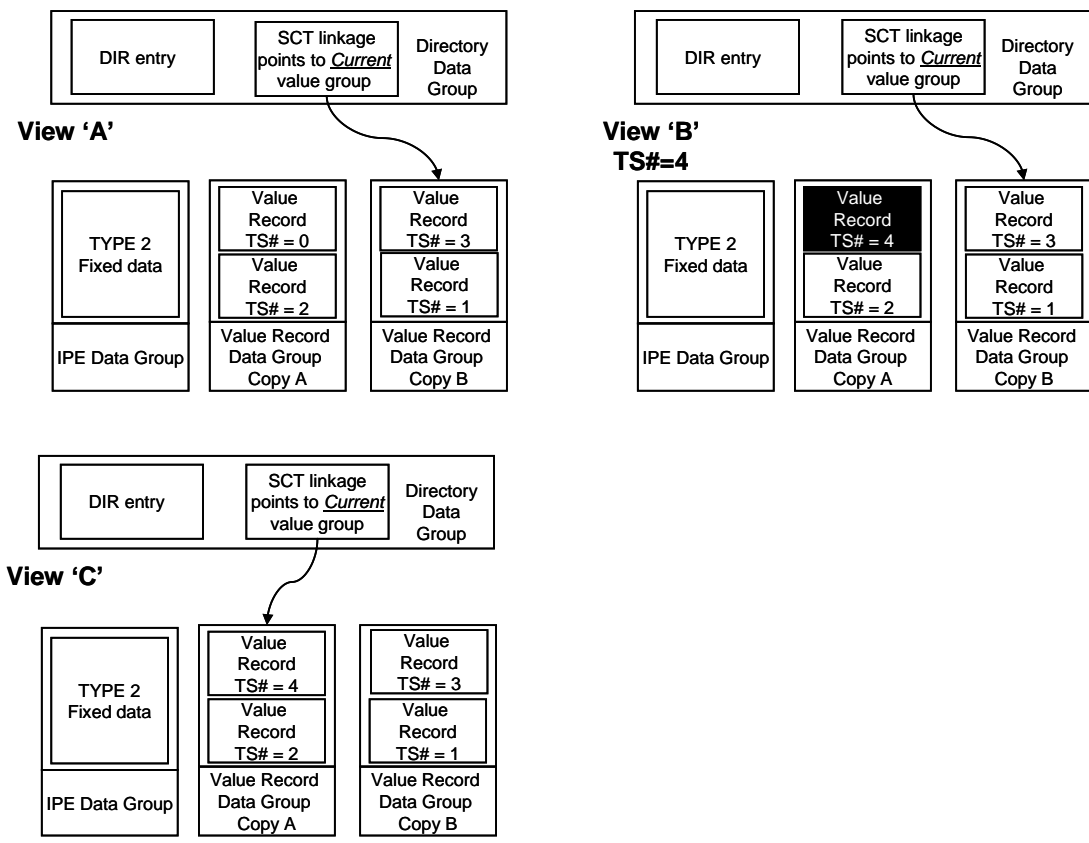 DIR entry
SCT linkage
points to Current
value group
Directory
Data
Group
View ‘A’
TYPE 2
Fixed data
IPE Data Group
Value
Record
TS# = 0
Value
Record
TS# = 2
Value Record
Data Group
Copy A
Value
Record
TS# = 3
Value
Record
TS# = 1
Value Record
Data Group
Copy B
DIR entry
SCT linkage
points to Current
value group
Directory
Data
Group
View ‘B’
TS#=4
TYPE 2
Fixed data
IPE Data Group
Value
Record
TS# = 4
Value
Record
TS# = 2
Value Record
Data Group
Copy A
Value
Record
TS# = 3
Value
Record
TS# = 1
Value Record
Data Group
Copy B
DIR entry
SCT linkage
points to Current
value group
Directory
Data
Group
View ‘C’
TYPE 2
Fixed data
IPE Data Group
Value
Record
TS# = 4
Value
Record
TS# = 2
Value Record
Data Group
Copy A
Value
Record
TS# = 3
Value
Record
TS# = 1
Value Record
Data Group
Copy B